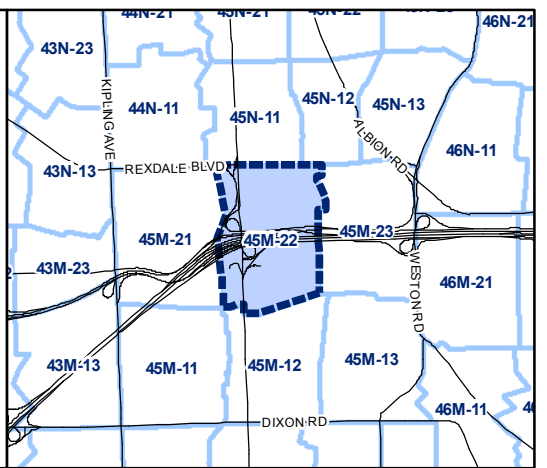 44N-21
45N-21
45N-22
46N-21
43N-23
KIPLING AVE
44N-11
45N-12
45N-13
45N-11
ALBION RD
46N-11
43N-13
REXDALE BLVD
45M-21
45M-22
45M-23
43M-23
WESTON RD
46M-21
43M-13
45M-11
45M-12
45M-13
46M-11
DIXON RD